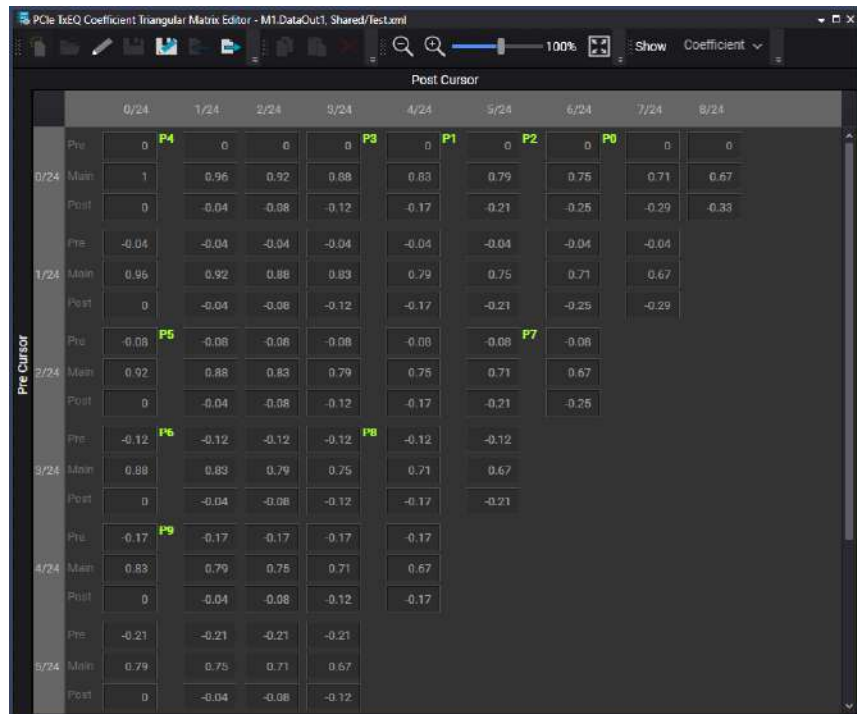 PCIe TxEQ Coefficient Triangular Matrix Editor - M1.DataOut1, Shared/Test.xml
100% Show Coefficient
Post Cursor
0/24 1/24 2/24 3/24 4/24 5/24 6/24 7/24 8/24
Pre 0 P4 0 0 0 P3 0 P1 0 P2 0 P0 0 0
0/24 Main 1 0.96 0.92 0.88 0.83 0.79 0.75 0.71 0.67
Post 0 -0.04 -0.08 -0.12 -0.17 -0.21 -0.25 -0.29 -0.33
Pre -0.04 -0.04 -0.04 -0.04 -0.04 -0.04 -0.04 -0.04
1/24 Main 0.96 0.92 0.88 0.83 0.79 0.75 0.71 0.67
Post 0 -0.04 -0.08 -0.12 -0.17 -0.21 -0.25 -0.29
Pre Cursor
Pre -0.08 P5 -0.08 -0.08 -0.08 -0.08 -0.08 P7 -0.08
2/24 Main 0.92 0.88 0.83 0.79 0.75 0.71 0.67
Post 0 -0.04 -0.08 -0.12 -0.17 -0.21 -0.25
Pre -0.12 P6 -0.12 -0.12 -0.12 P8 -0.12 -0.12
3/24 Main 0.88 0.83 0.79 0.75 0.71 0.67
Post 0 -0.04 -0.08 -0.12 -0.17 -0.21
Pre -0.17 P9 -0.17 -0.17 -0.17 -0.17
4/24 Main 0.83 0.79 0.75 0.71 0.67
Post 0 -0.04 -0.08 -0.12 -0.17
Pre -0.21 -0.21 -0.21 -0.21
5/24 Main 0.79 0.75 0.71 0.67
Post 0 -0.04 -0.08 -0.12